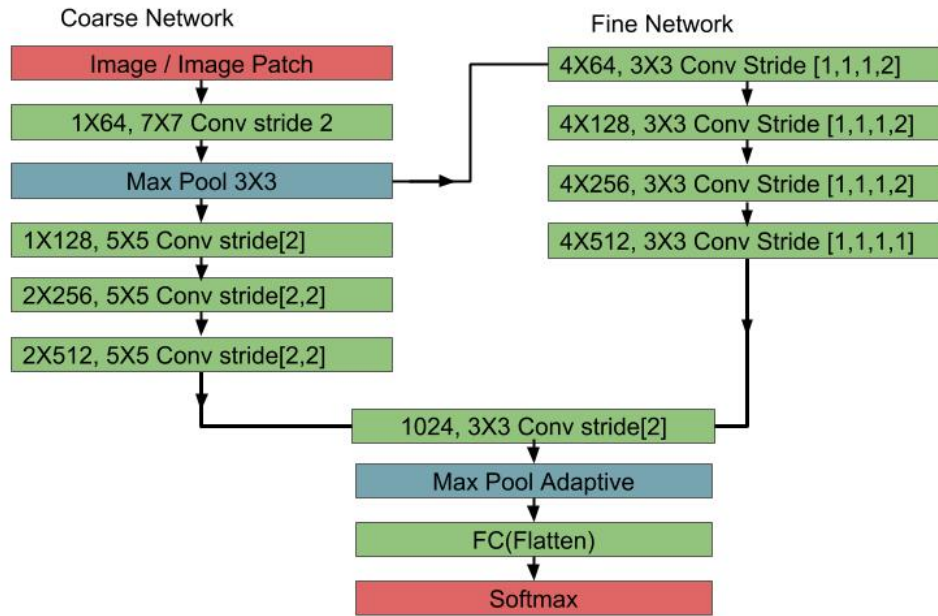 Coarse Network
Image / Image Patch
1X64, 7X7 Conv stride 2
Max Pool 3X3
1X128, 5X5 Conv stride[2]
2X256, 5X5 Conv stride[2,2]
2X512, 5X5 Conv stride[2,2]
Fine Network
4X64, 3X3 Conv Stride [1,1,1,2]
4X128, 3X3 Conv Stride [1,1,1,2]
4X256, 3X3 Conv Stride [1,1,1,2]
4X512, 3X3 Conv Stride [1,1,1,1]
1024, 3X3 Conv stride[2]
Max Pool Adaptive
FC(Flatten)
Softmax